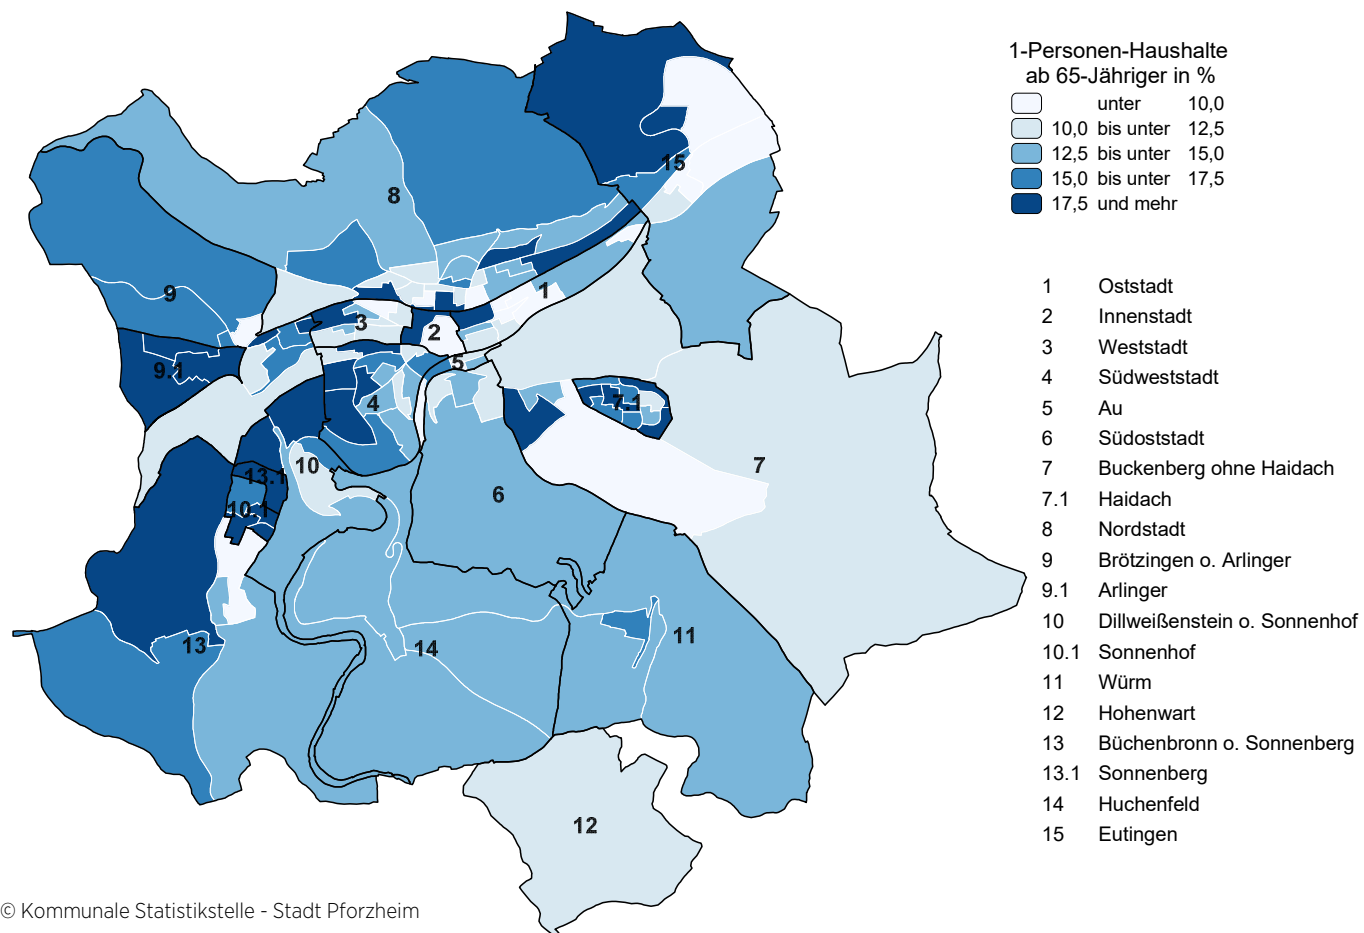 1-Personen-Haushalte
ab 65-Jähriger in %
unter 10,0
10,0 bis unter 12,5
12,5 bis unter 15,0
15,0 bis unter 17,5
17,5 und mehr
15
8
9
1
3
2
9.1
5
4
7.1
10
7
13.1
6
10.1
11
13
14
12
1 Oststadt
2 Innenstadt
3 Weststadt
4 Südweststadt
5 Au
6 Südoststadt
7 Buckenberg ohne Haidach
7.1 Haidach
8 Nordstadt
9 Brötzingen o. Arlinger
9.1 Arlinger
10 Dillweißenstein o. Sonnenhof
10.1 Sonnenhof
11 Würm
12 Hohenwart
13 Büchenbronn o. Sonnenberg
13.1 Sonnenberg
14 Huchenfeld
15 Eutingen
© Kommunale Statistikstelle - Stadt Pforzheim